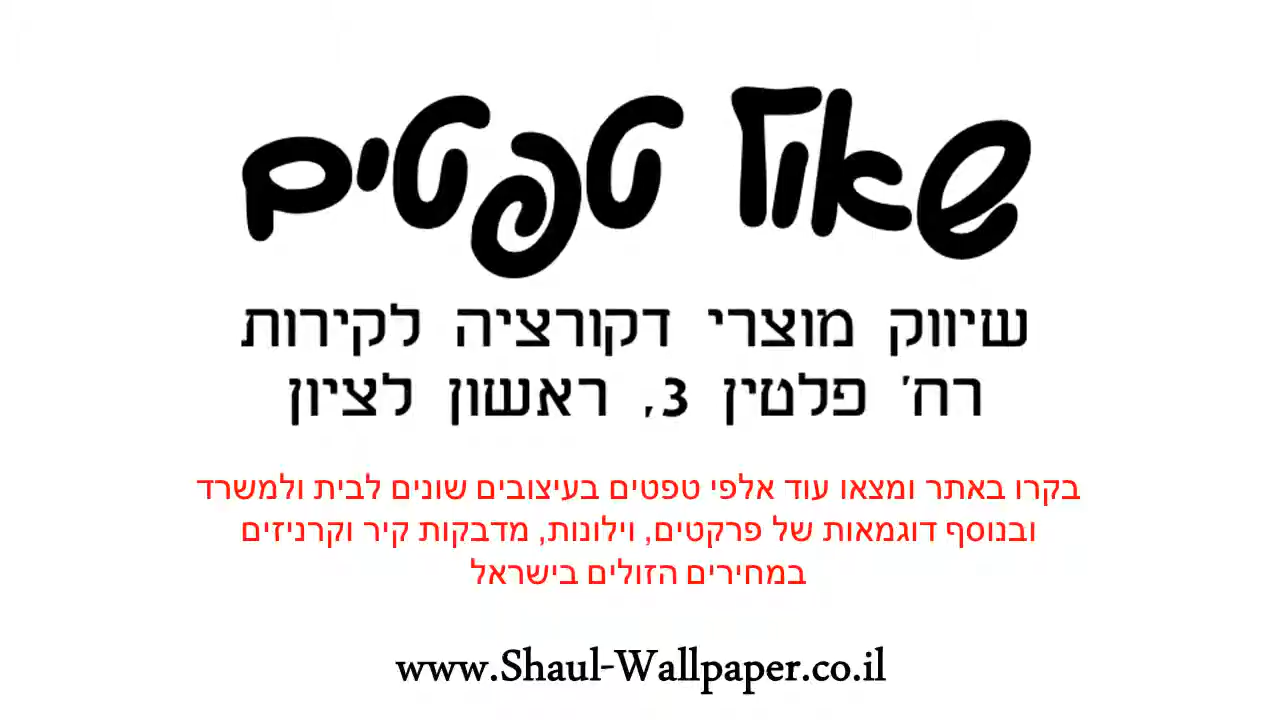 שאול טפטים
שיווק מוצרי דקורציה לקירות
רח' פלטין 3, ראשון לציון
בקרו באתר ומצאו עוד אלפי טפטים בעיצובים שונים לבית ולמשרד
ובנוסף דוגמאות של פרקטים, וילונות, מדבקות קיר וקרניזים
במחירים הזולים בישראל
www.Shaul-Wallpaper.co.il